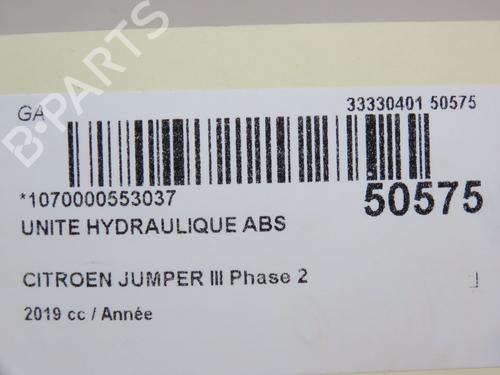 GA
33330401 50575
*1070000553037
50575
UNITE HYDRAULIQUE ABS
CITROEN JUMPER III Phase 2
2019 cc / Année
B-PARTS